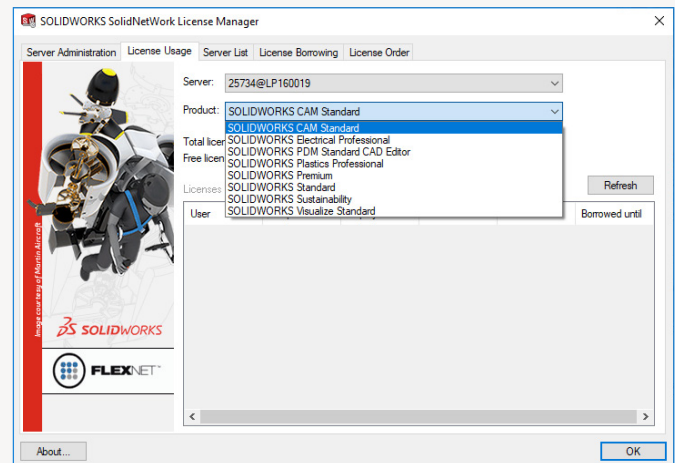 SOLIDWORKS SolidNetWork License Manager
Server Administration License Usage Server List License Borrowing License Order
Server: 25734@LP160019
Product: SOLIDWORKS CAM Standard
SOLIDWORKS CAM Standard
SOLIDWORKS Electrical Professional
Total licen
SOLIDWORKS PDM Standard CAD Editor
Free licen
SOLIDWORKS Plastics Professional
SOLIDWORKS Premium
SOLIDWORKS Standard
Licenses
Refresh
SOLIDWORKS Sustainability
SOLIDWORKS Visualize Standard
User
Borrowed until
Image courtesy of Martin Aircraft
SOLIDWORKS
FLEXNET
About...
OK